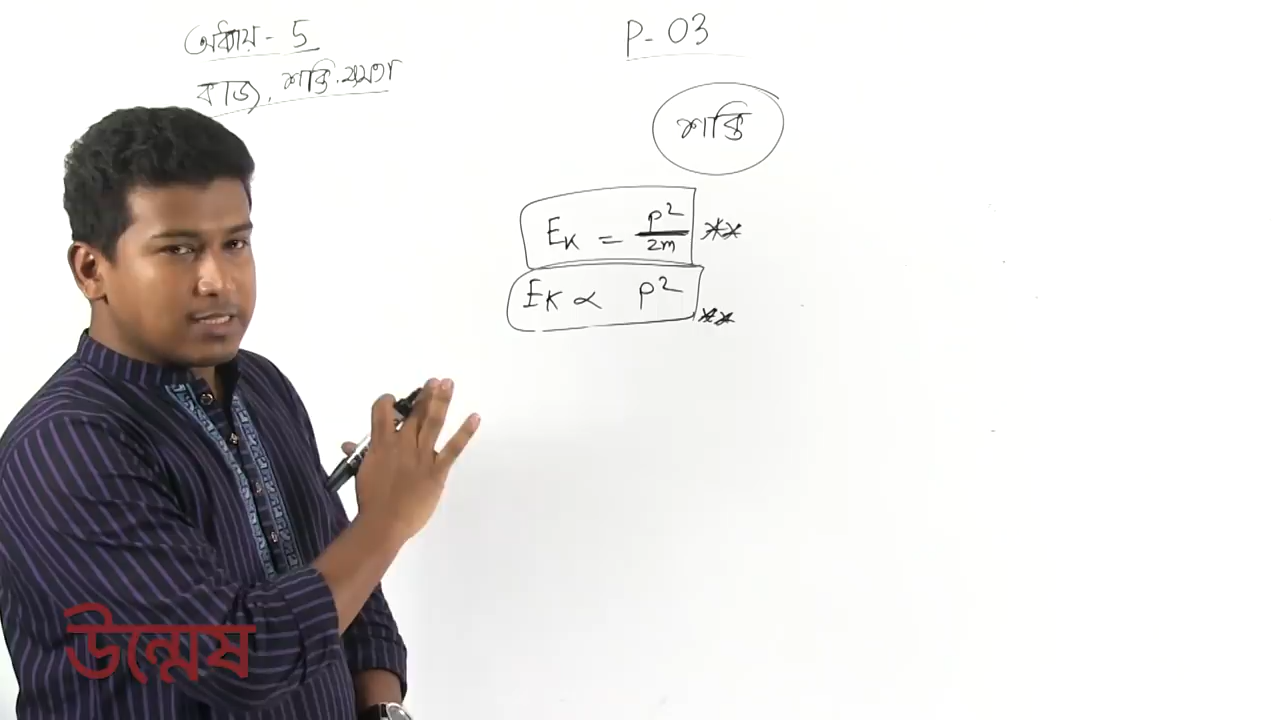 অধ্যায় - 5
কাজ, শক্তি, ক্ষমতা
P- 03
শক্তি
Eₖ = p²/2m **
Eₖ ∝ p² **
উন্মেষ